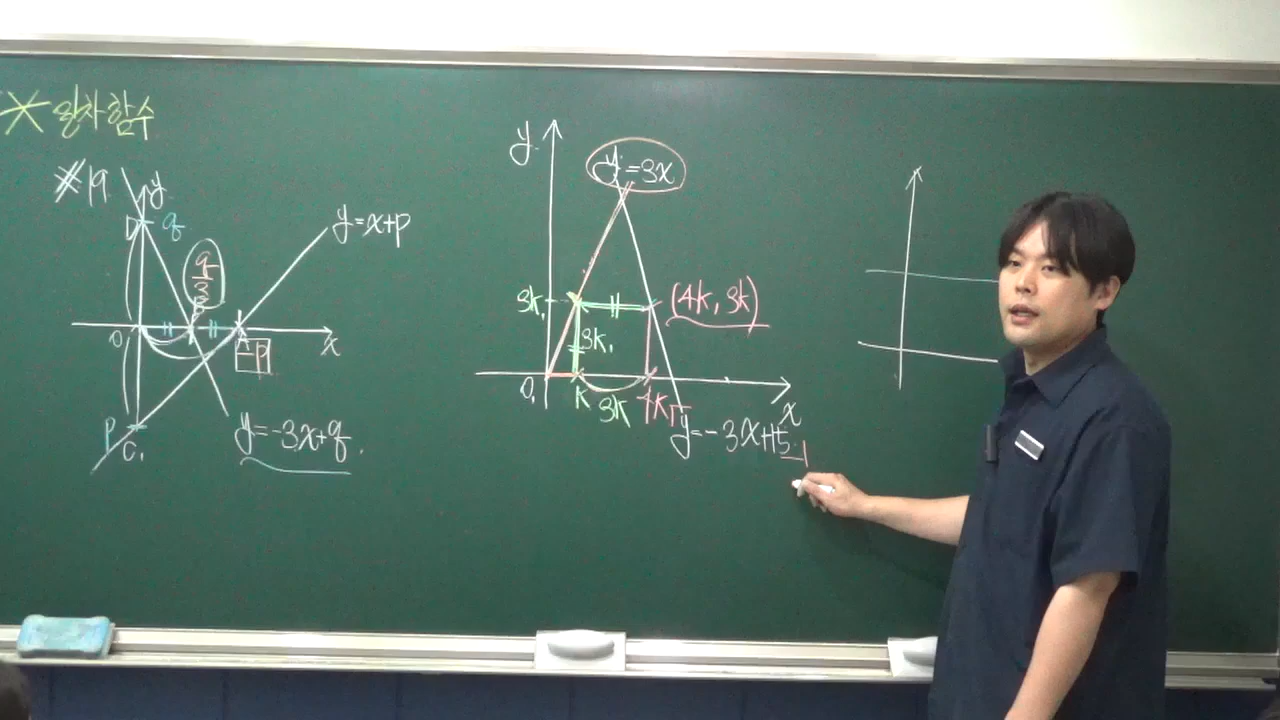 일차함수
※19
y
D
q
q/3
E
y=x+p
O
-p
x
p
C
y=-3x+q
y
y=3x
3k
(4k, 3k)
3k
O
k
3k
4k
x
y=-3x+15